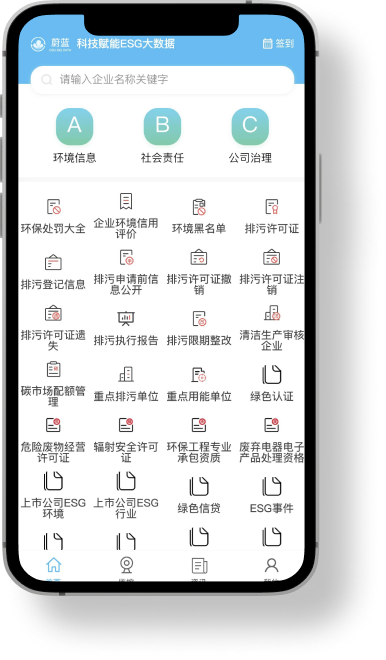 蔚蓝 科技赋能ESG大数据 签到
请输入企业名称关键字
A B C
环境信息 社会责任 公司治理
环保处罚大全 企业环境信用 环境黑名单 排污许可证
评价
排污登记信息 排污申请前信 排污许可证撤 排污许可证注
息公开 销 销
排污许可证遗 排污执行报告 排污限期整改 清洁生产审核
失 企业
碳市场配额管 重点排污单位 重点用能单位 绿色认证
理
危险废物经营 辐射安全许可 环保工程专业 废弃电器电子
许可证 证 承包资质 产品处理资格
上市公司ESG 上市公司ESG 绿色信贷 ESG事件
环境 行业